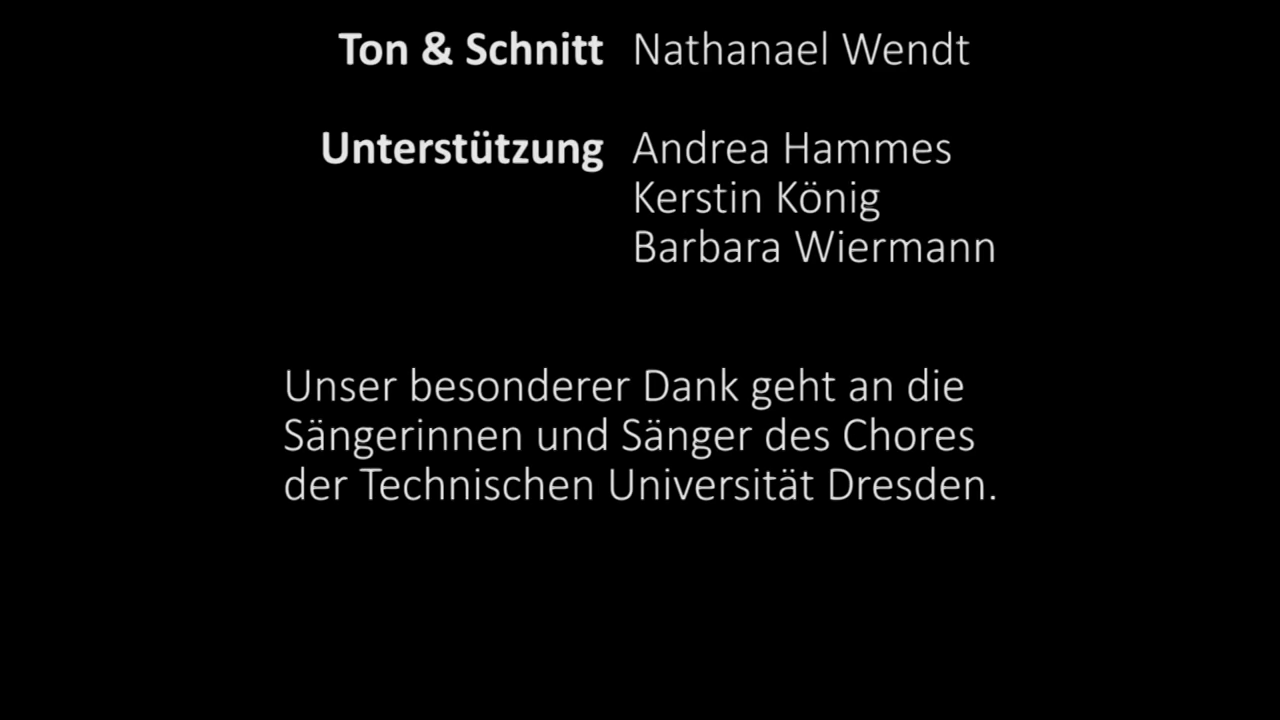 Ton & Schnitt Nathanael Wendt
Unterstützung Andrea Hammes
Kerstin König
Barbara Wiermann
Unser besonderer Dank geht an die
Sängerinnen und Sänger des Chores
der Technischen Universität Dresden.